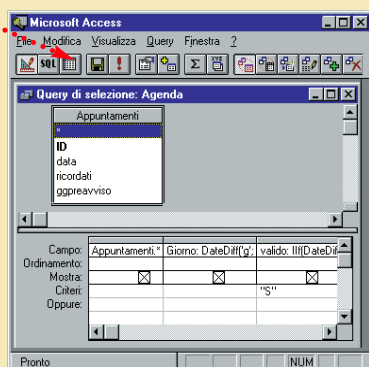 Microsoft Access
File Modifica Visualizza Query Finestra ?
SQL
Query di selezione: Agenda
Appuntamenti
*
ID
data
ricordati
ggpreavviso
Campo: Appuntamenti.* Giorno: DateDiff('g'; valido: IIf(DateDif
Ordinamento:
Mostra:
Criteri: "S"
Oppure:
Pronto NUM